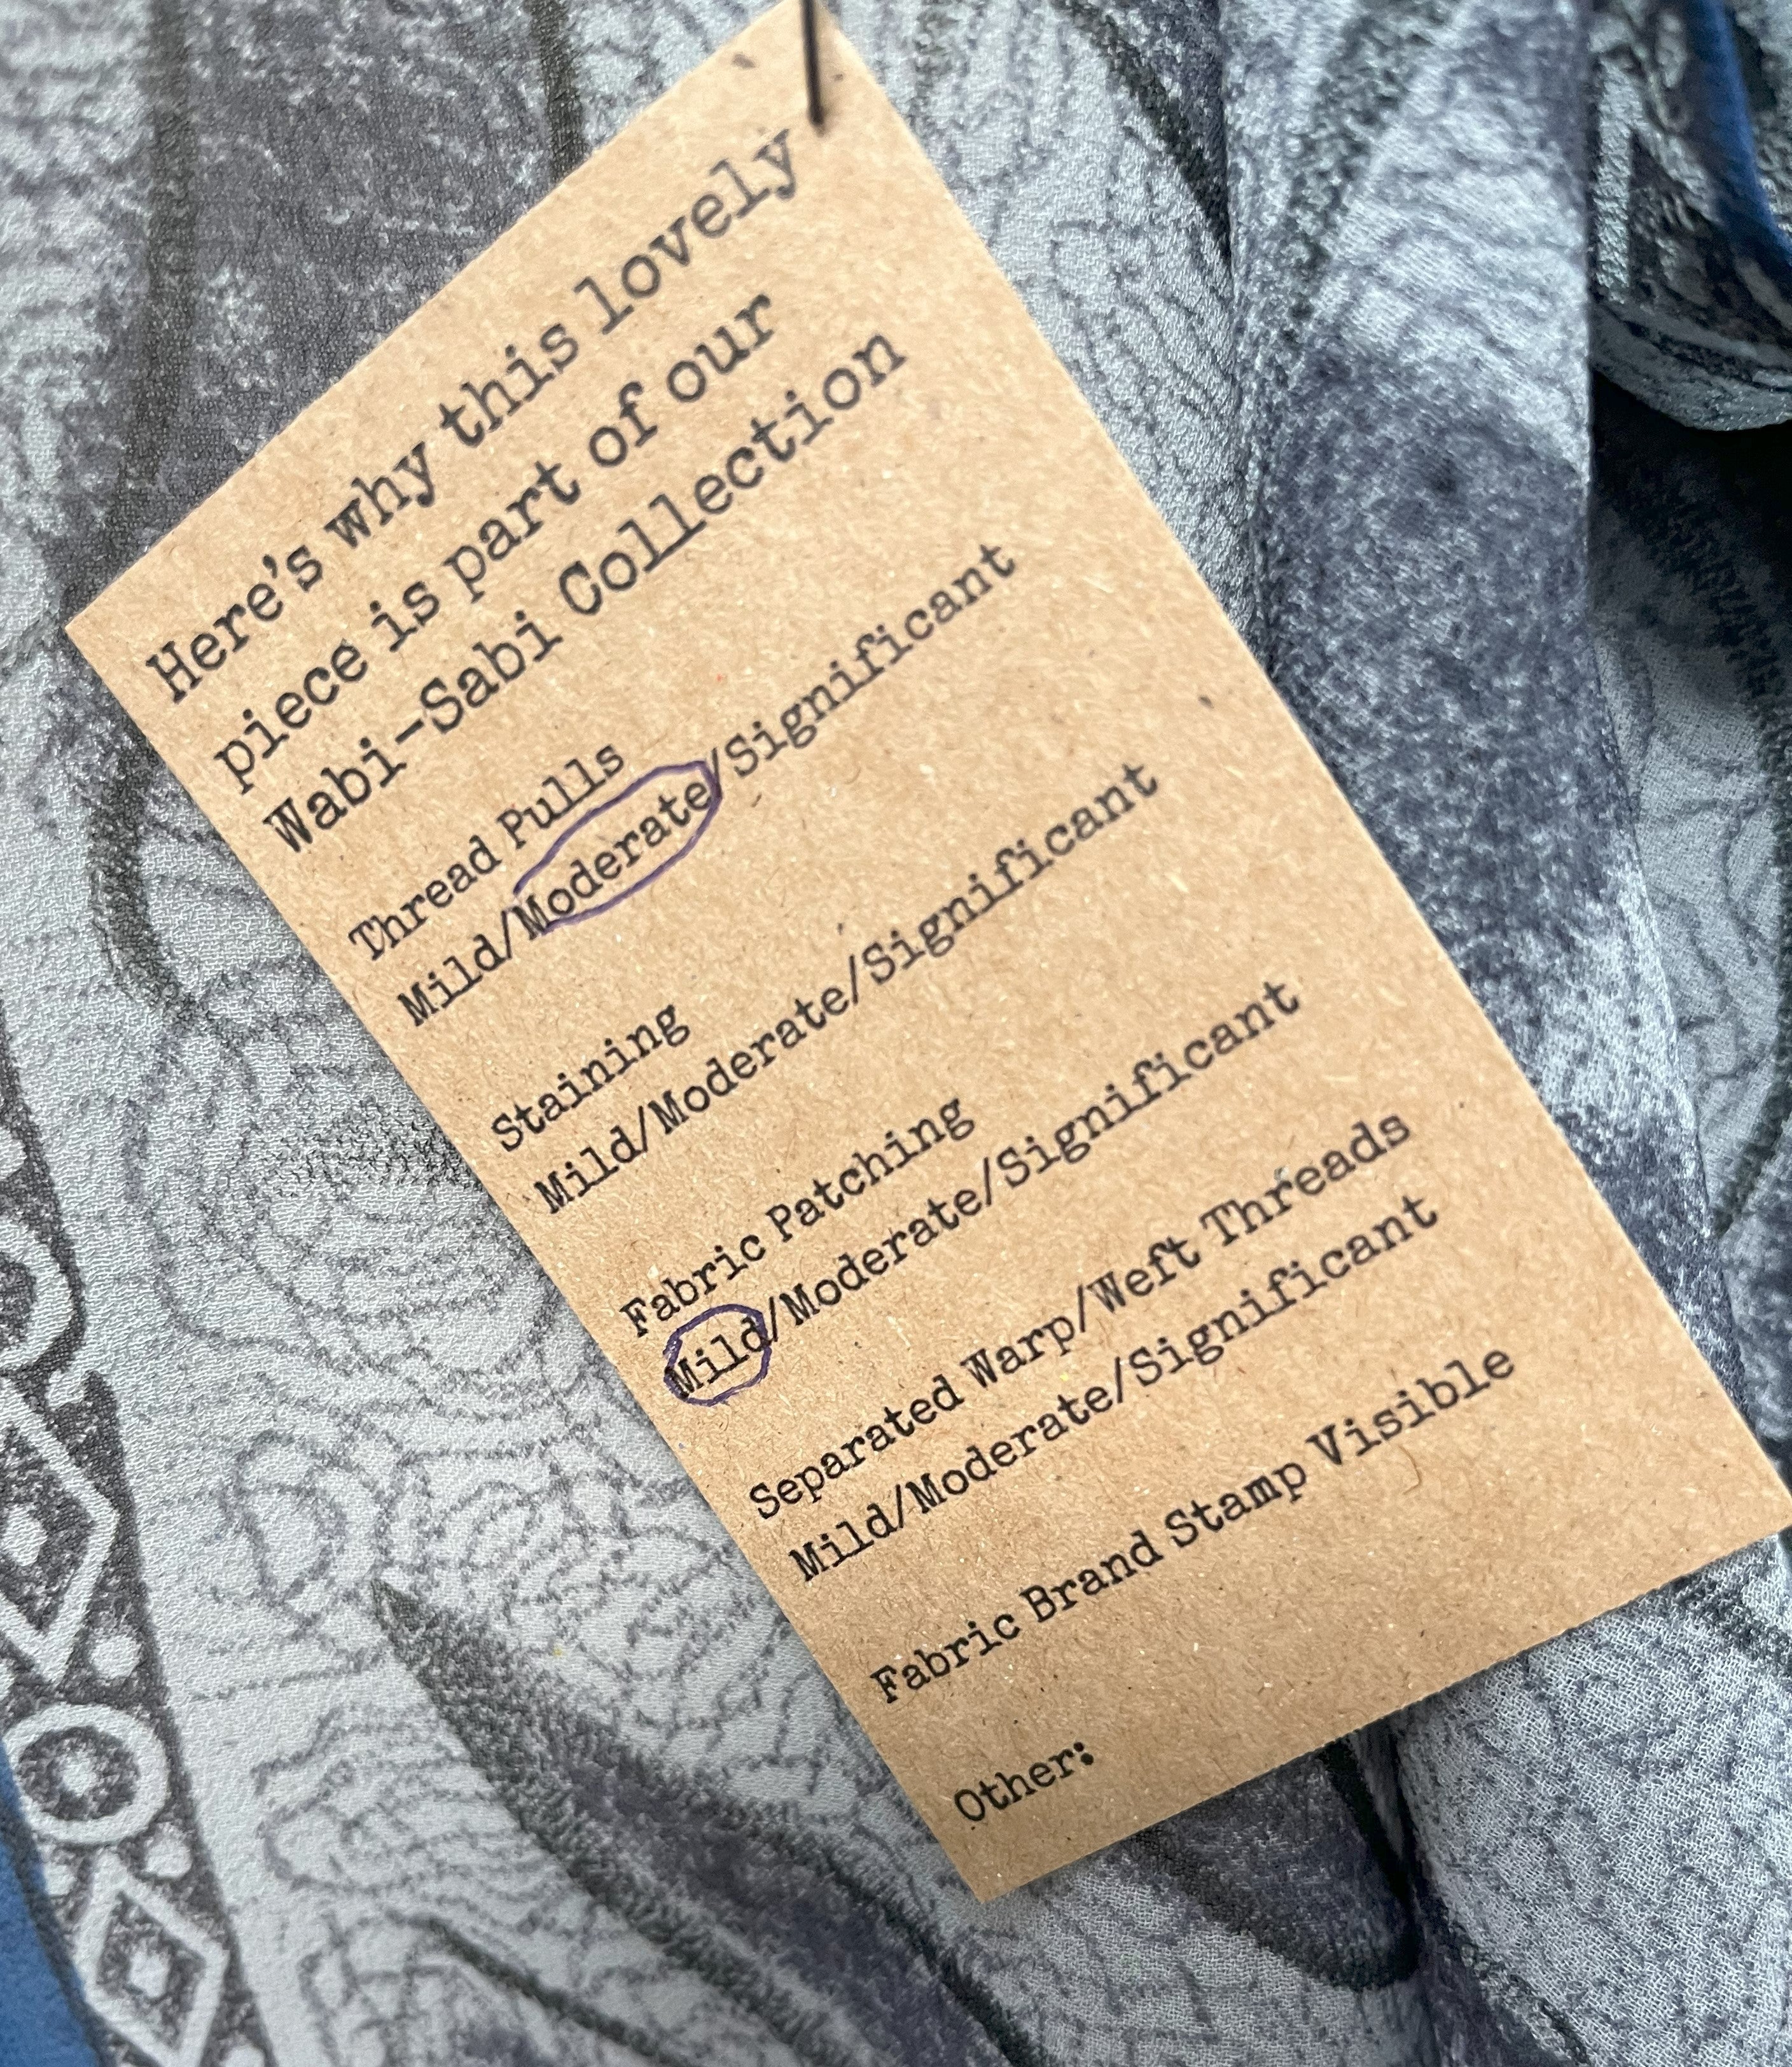 Here's why this lovely
piece is part of our
Wabi-Sabi Collection
Thread Pulls
Mild/Moderate/Significant
Staining
Mild/Moderate/Significant
Fabric Patching
Mild/Moderate/Significant
Separated Warp/Weft Threads
Mild/Moderate/Significant
Fabric Brand Stamp Visible
Other: